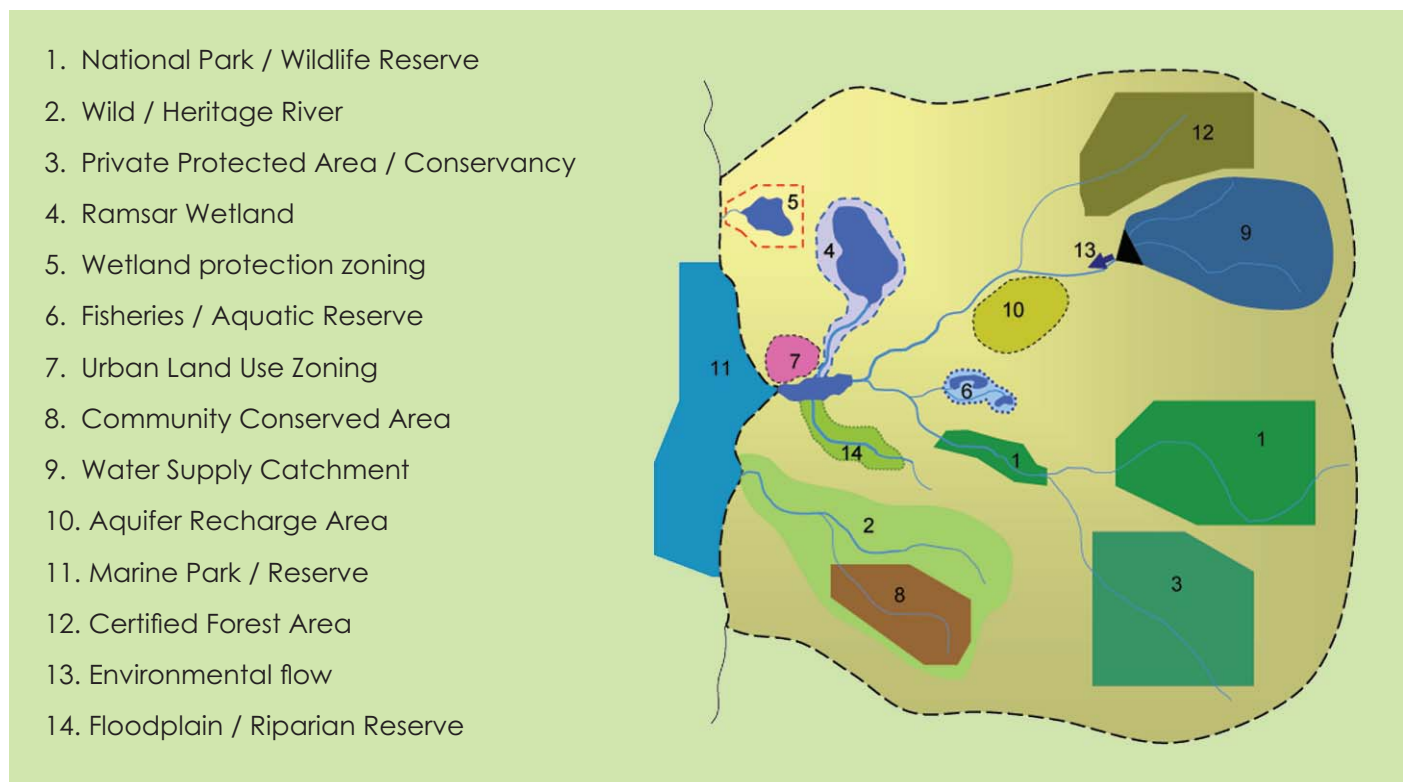 1. National Park / Wildlife Reserve
2. Wild / Heritage River
3. Private Protected Area / Conservancy
4. Ramsar Wetland
5. Wetland protection zoning
6. Fisheries / Aquatic Reserve
7. Urban Land Use Zoning
8. Community Conserved Area
9. Water Supply Catchment
10. Aquifer Recharge Area
11. Marine Park / Reserve
12. Certified Forest Area
13. Environmental flow
14. Floodplain / Riparian Reserve
12
5
9
4
13
10
7
11
6
1
14
1
2
3
8